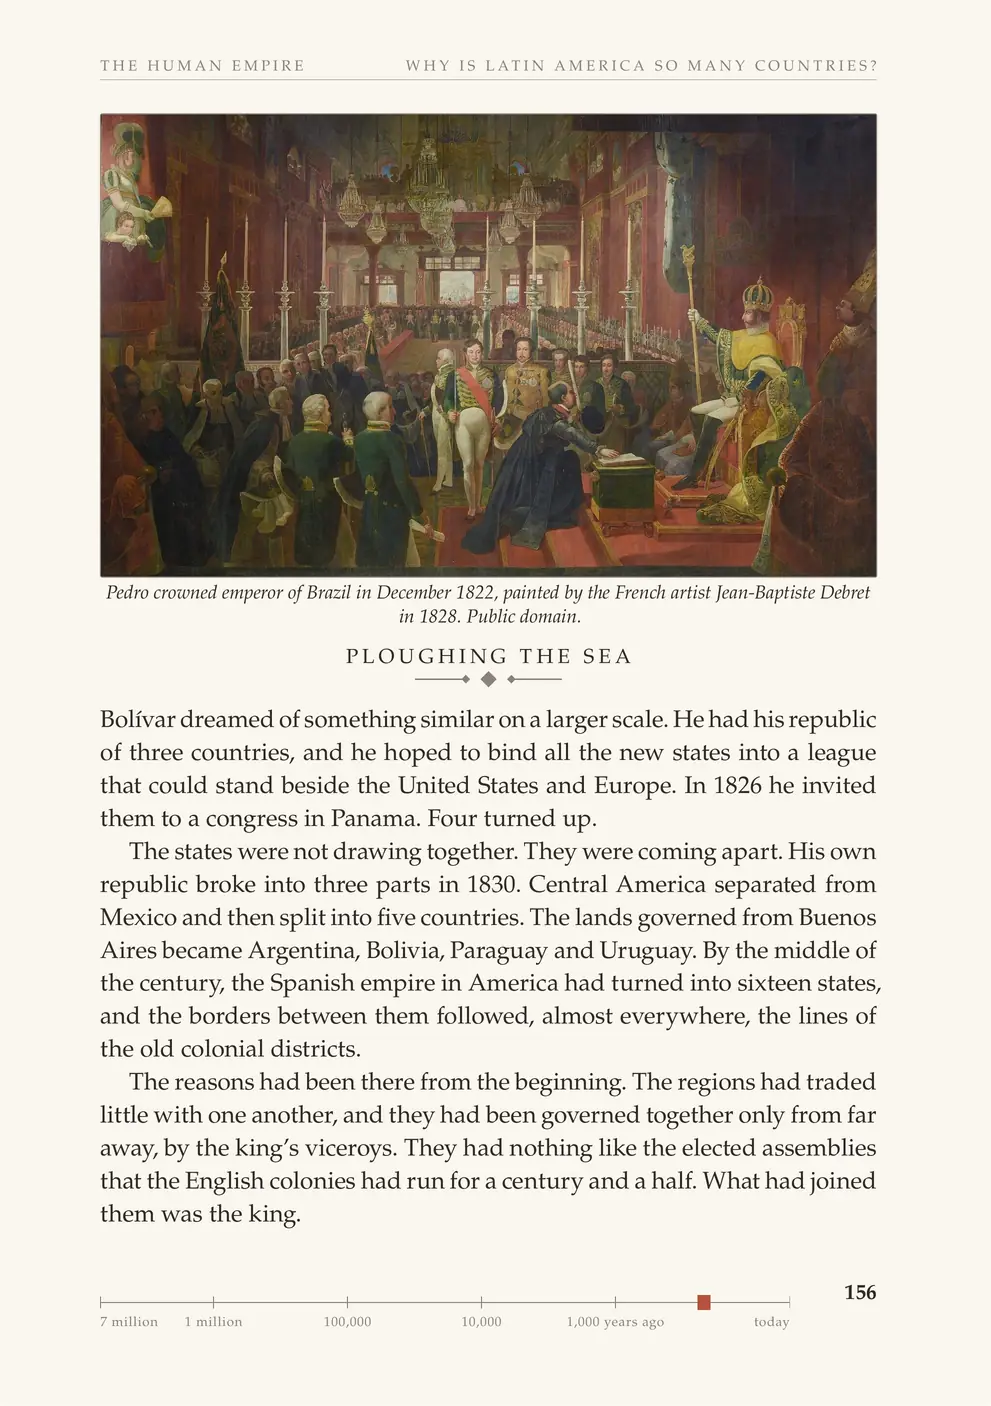 THE HUMAN EMPIRE
WHY IS LATIN AMERICA SO MANY COUNTRIES?
Pedro crowned emperor of Brazil in December 1822, painted by the French artist Jean-Baptiste Debret
in 1828. Public domain.
PLOUGHING THE SEA
Bolívar dreamed of something similar on a larger scale. He had his republic
of three countries, and he hoped to bind all the new states into a league
that could stand beside the United States and Europe. In 1826 he invited
them to a congress in Panama. Four turned up.
The states were not drawing together. They were coming apart. His own
republic broke into three parts in 1830. Central America separated from
Mexico and then split into five countries. The lands governed from Buenos
Aires became Argentina, Bolivia, Paraguay and Uruguay. By the middle of
the century, the Spanish empire in America had turned into sixteen states,
and the borders between them followed, almost everywhere, the lines of
the old colonial districts.
The reasons had been there from the beginning. The regions had traded
little with one another, and they had been governed together only from far
away, by the king’s viceroys. They had nothing like the elected assemblies
that the English colonies had run for a century and a half. What had joined
them was the king.
156
7 million 1 million 100,000 10,000 1,000 years ago today